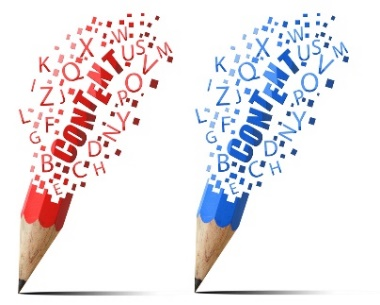 W
K Q X U S M
I Z J O V
P
L F N Y
G D
B C H
E
CONTENT
W
K Q X U S M
I Z J O V
P
L F N Y
G D
B C H
E
CONTENT